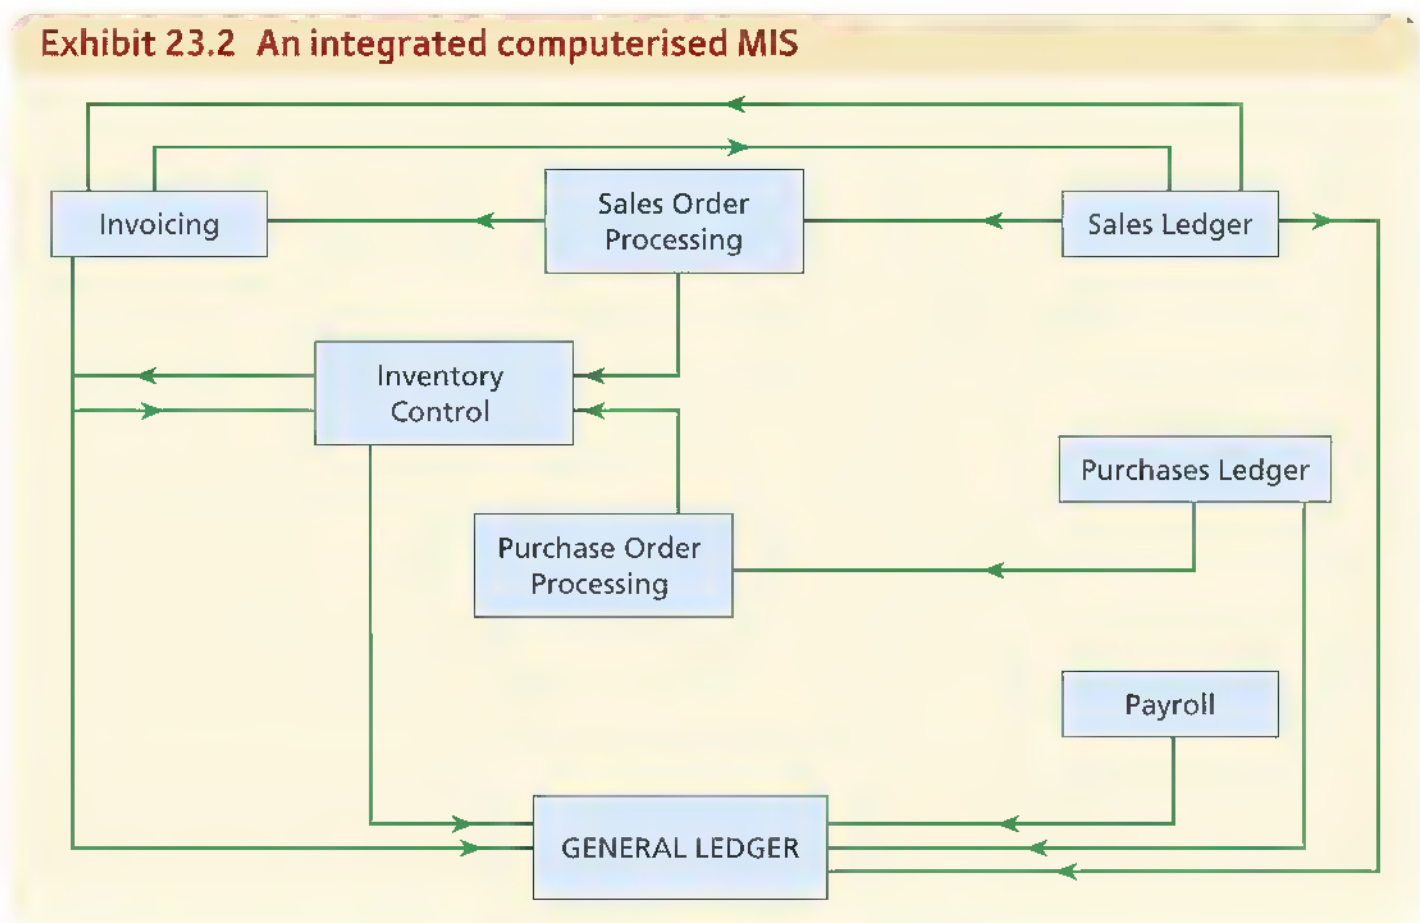 Exhibit 23.2 An integrated computerised MIS
Invoicing
Sales Order
Processing
Sales Ledger
Inventory
Control
Purchases Ledger
Purchase Order
Processing
Payroll
GENERAL LEDGER